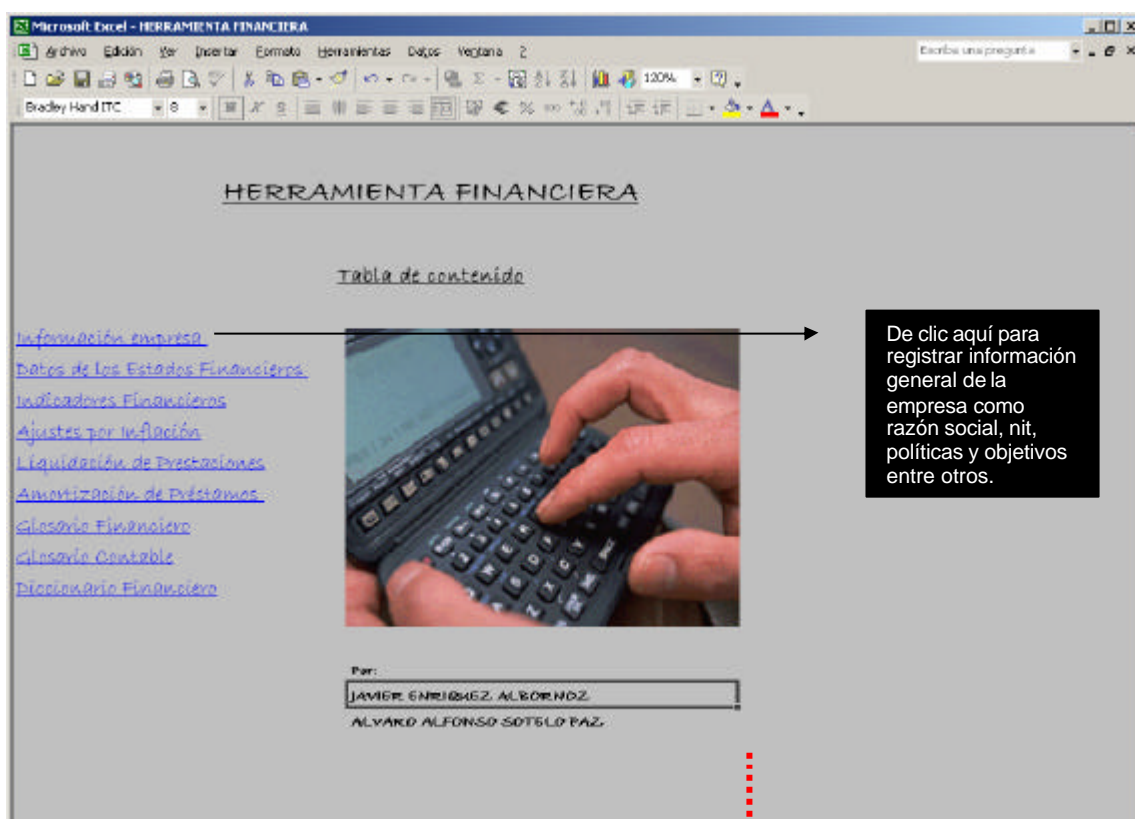 Microsoft Excel - HERRAMIENTA FINANCIERA
Archivo Edición Ver Insertar Formato Herramientas Datos Ventana ?
Escriba una pregunta
120%
Bradley Hand ITC 8
HERRAMIENTA FINANCIERA
Tabla de contenido
Información empresa
Datos de los Estados Financieros
Indicadores Financieros
Ajustes por Inflación
Liquidación de Prestaciones
Amortización de Préstamos
Glosario Financiero
Glosario Contable
Diccionario Financiero
De clic aquí para
registrar información
general de la
empresa como
razón social, nit,
políticas y objetivos
entre otros.
Por:
JAVIER ENRIQUEZ ALBORNOZ
ALVARO ALFONSO SOTELO PAZ